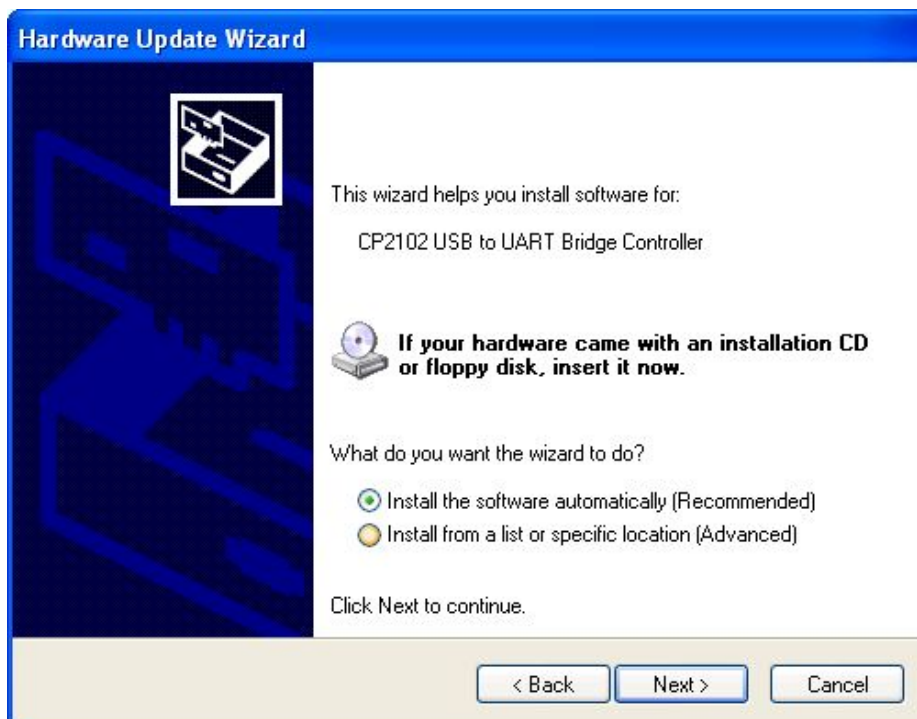 Hardware Update Wizard
This wizard helps you install software for:
CP2102 USB to UART Bridge Controller
If your hardware came with an installation CD
or floppy disk, insert it now.
What do you want the wizard to do?
Install the software automatically (Recommended)
Install from a list or specific location (Advanced)
Click Next to continue.
< Back
Next >
Cancel